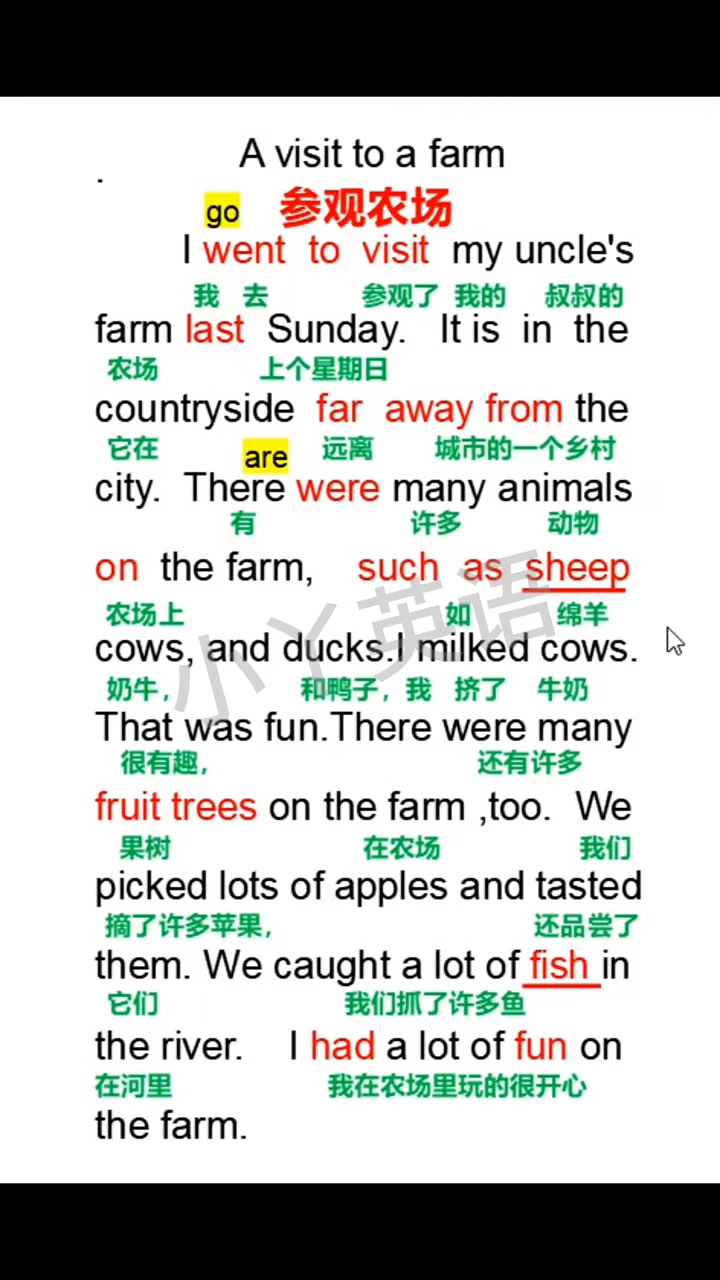 A visit to a farm
go 参观农场
I went to visit my uncle's
我 去 参观了 我的 叔叔的
farm last Sunday. It is in the
农场 上个星期日
countryside far away from the
它在 are 远离 城市的一个乡村
city. There were many animals
有 许多 动物
on the farm, such as sheep
农场上 如 绵羊
cows, and ducks.I milked cows.
奶牛, 和鸭子，我 挤了 牛奶
That was fun.There were many
很有趣, 还有许多
fruit trees on the farm ,too. We
果树 在农场 我们
picked lots of apples and tasted
摘了许多苹果, 还品尝了
them. We caught a lot of fish in
它们 我们抓了许多鱼
the river. I had a lot of fun on
在河里 我在农场里玩的很开心
the farm.
小丫英语